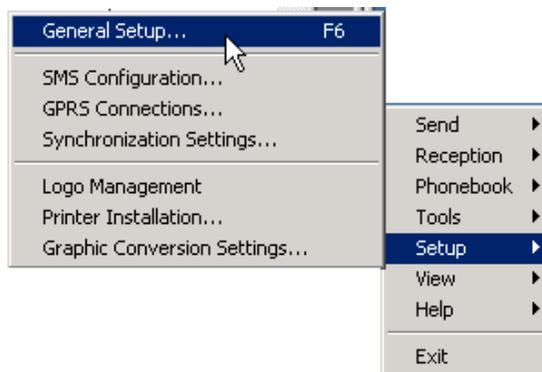 General Setup... F6
SMS Configuration...
GPRS Connections...
Synchronization Settings...
Logo Management
Printer Installation...
Graphic Conversion Settings...
Send
Reception
Phonebook
Tools
Setup
View
Help
Exit